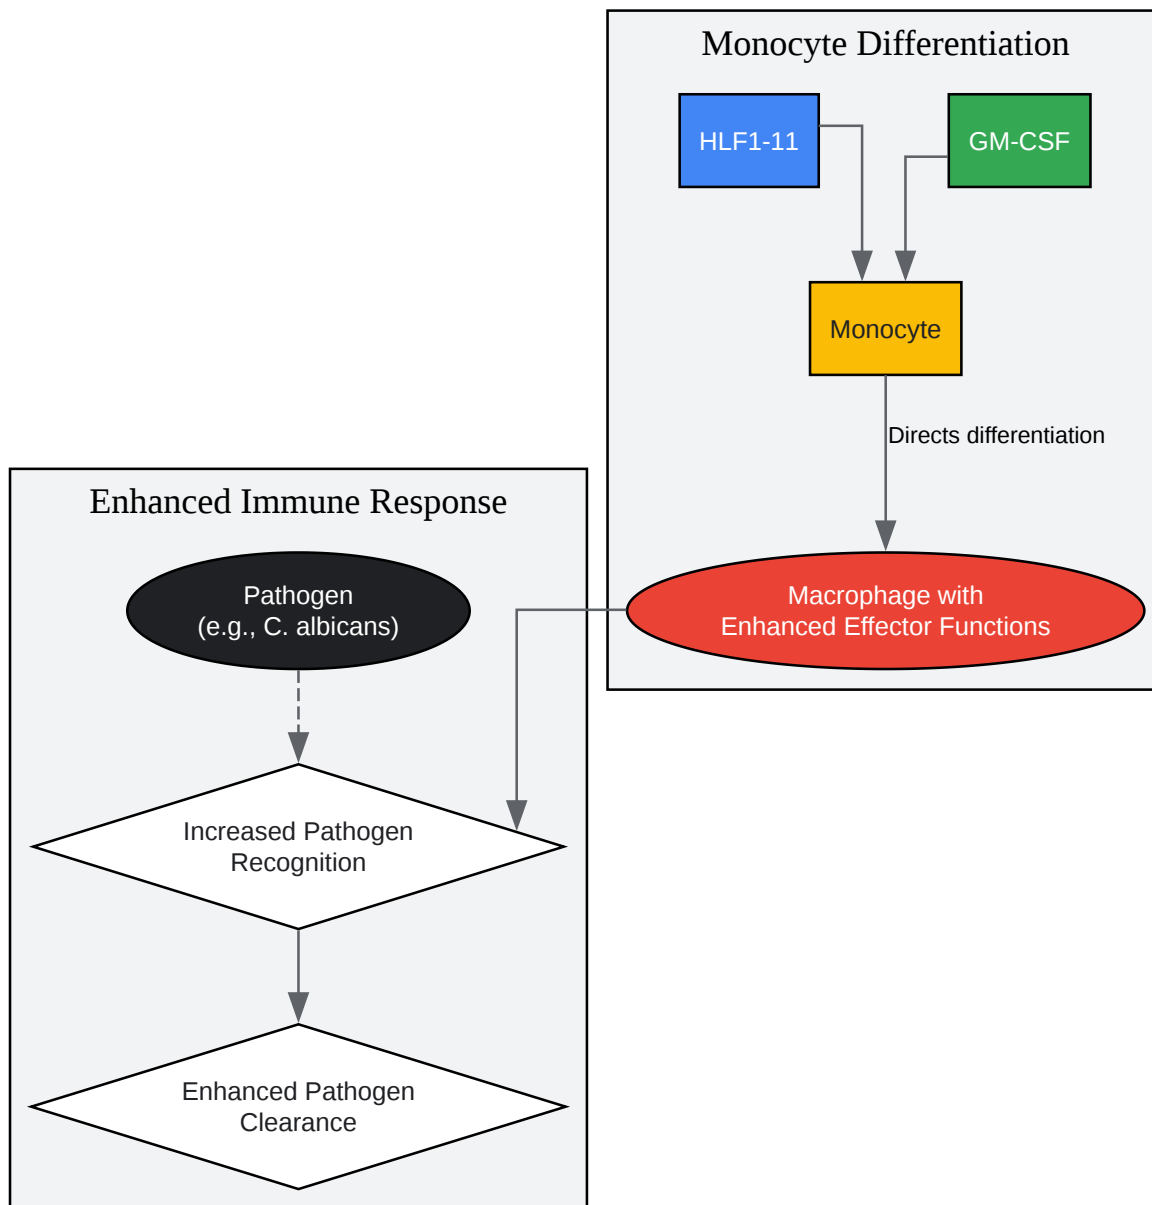 Monocyte Differentiation
HLF1-11
GM-CSF
Monocyte
Directs differentiation
Macrophage with
Enhanced Effector Functions
Enhanced Immune Response
Pathogen
(e.g., C. albicans)
Increased Pathogen
Recognition
Enhanced Pathogen
Clearance